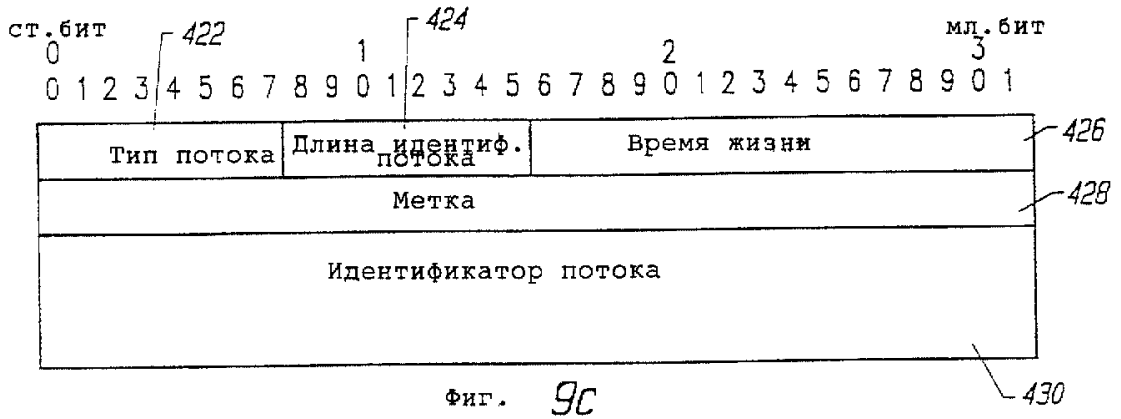 ст.бит 422 424 мл.бит
0 1 2 3
0 1 2 3 4 5 6 7 8 9 0 1 2 3 4 5 6 7 8 9 0 1 2 3 4 5 6 7 8 9 0 1
Тип потока Длина идентиф. потока Время жизни 426
Метка 428
Идентификатор потока
430
Фиг. 9c